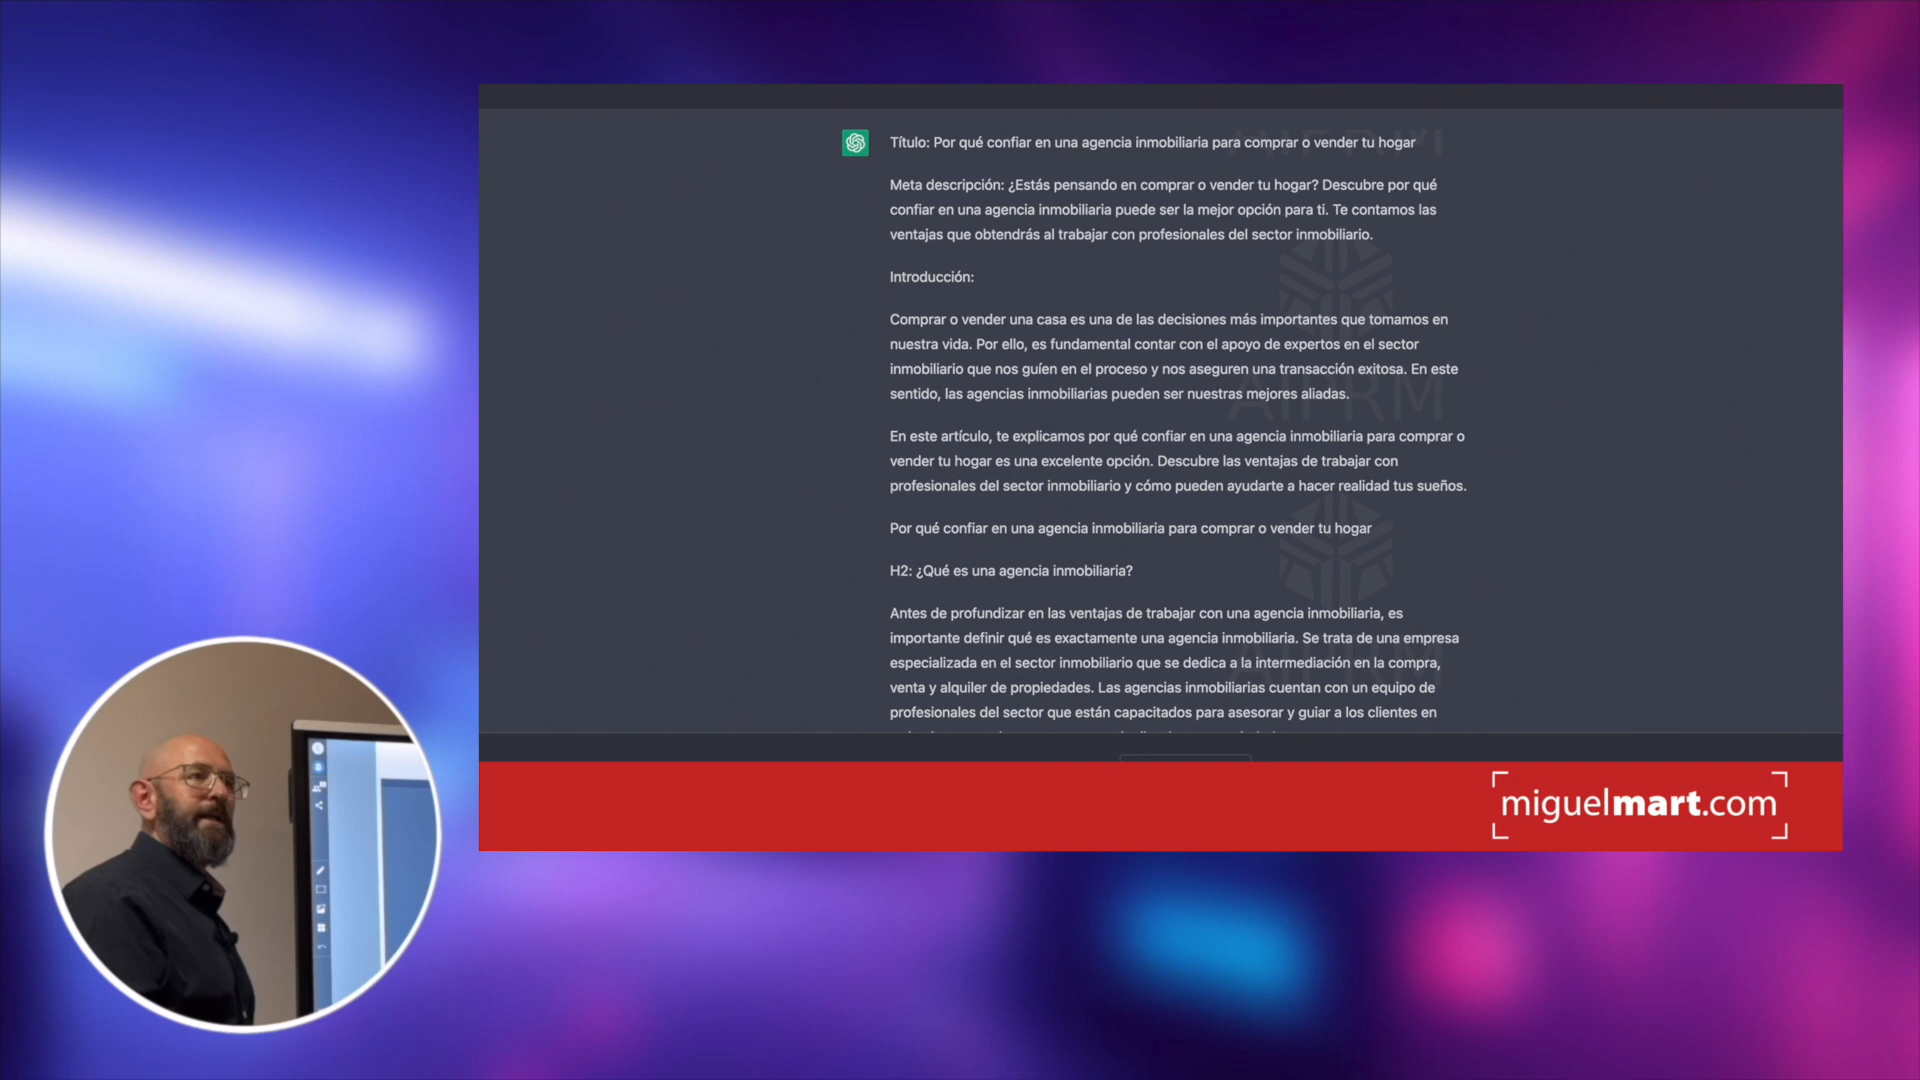 Título: Por qué confiar en una agencia inmobiliaria para comprar o vender tu hogar
Meta descripción: ¿Estás pensando en comprar o vender tu hogar? Descubre por qué
confiar en una agencia inmobiliaria puede ser la mejor opción para ti. Te contamos las
ventajas que obtendrás al trabajar con profesionales del sector inmobiliario.
Introducción:
Comprar o vender una casa es una de las decisiones más importantes que tomamos en
nuestra vida. Por ello, es fundamental contar con el apoyo de expertos en el sector
inmobiliario que nos guíen en el proceso y nos aseguren una transacción exitosa. En este
sentido, las agencias inmobiliarias pueden ser nuestras mejores aliadas.
En este artículo, te explicamos por qué confiar en una agencia inmobiliaria para comprar o
vender tu hogar es una excelente opción. Descubre las ventajas de trabajar con
profesionales del sector inmobiliario y cómo pueden ayudarte a hacer realidad tus sueños.
Por qué confiar en una agencia inmobiliaria para comprar o vender tu hogar
H2: ¿Qué es una agencia inmobiliaria?
Antes de profundizar en las ventajas de trabajar con una agencia inmobiliaria, es
importante definir qué es exactamente una agencia inmobiliaria. Se trata de una empresa
especializada en el sector inmobiliario que se dedica a la intermediación en la compra,
venta y alquiler de propiedades. Las agencias inmobiliarias cuentan con un equipo de
profesionales del sector que están capacitados para asesorar y guiar a los clientes en
AIPRM
AIPRM
AIPRM
miguelmart.com